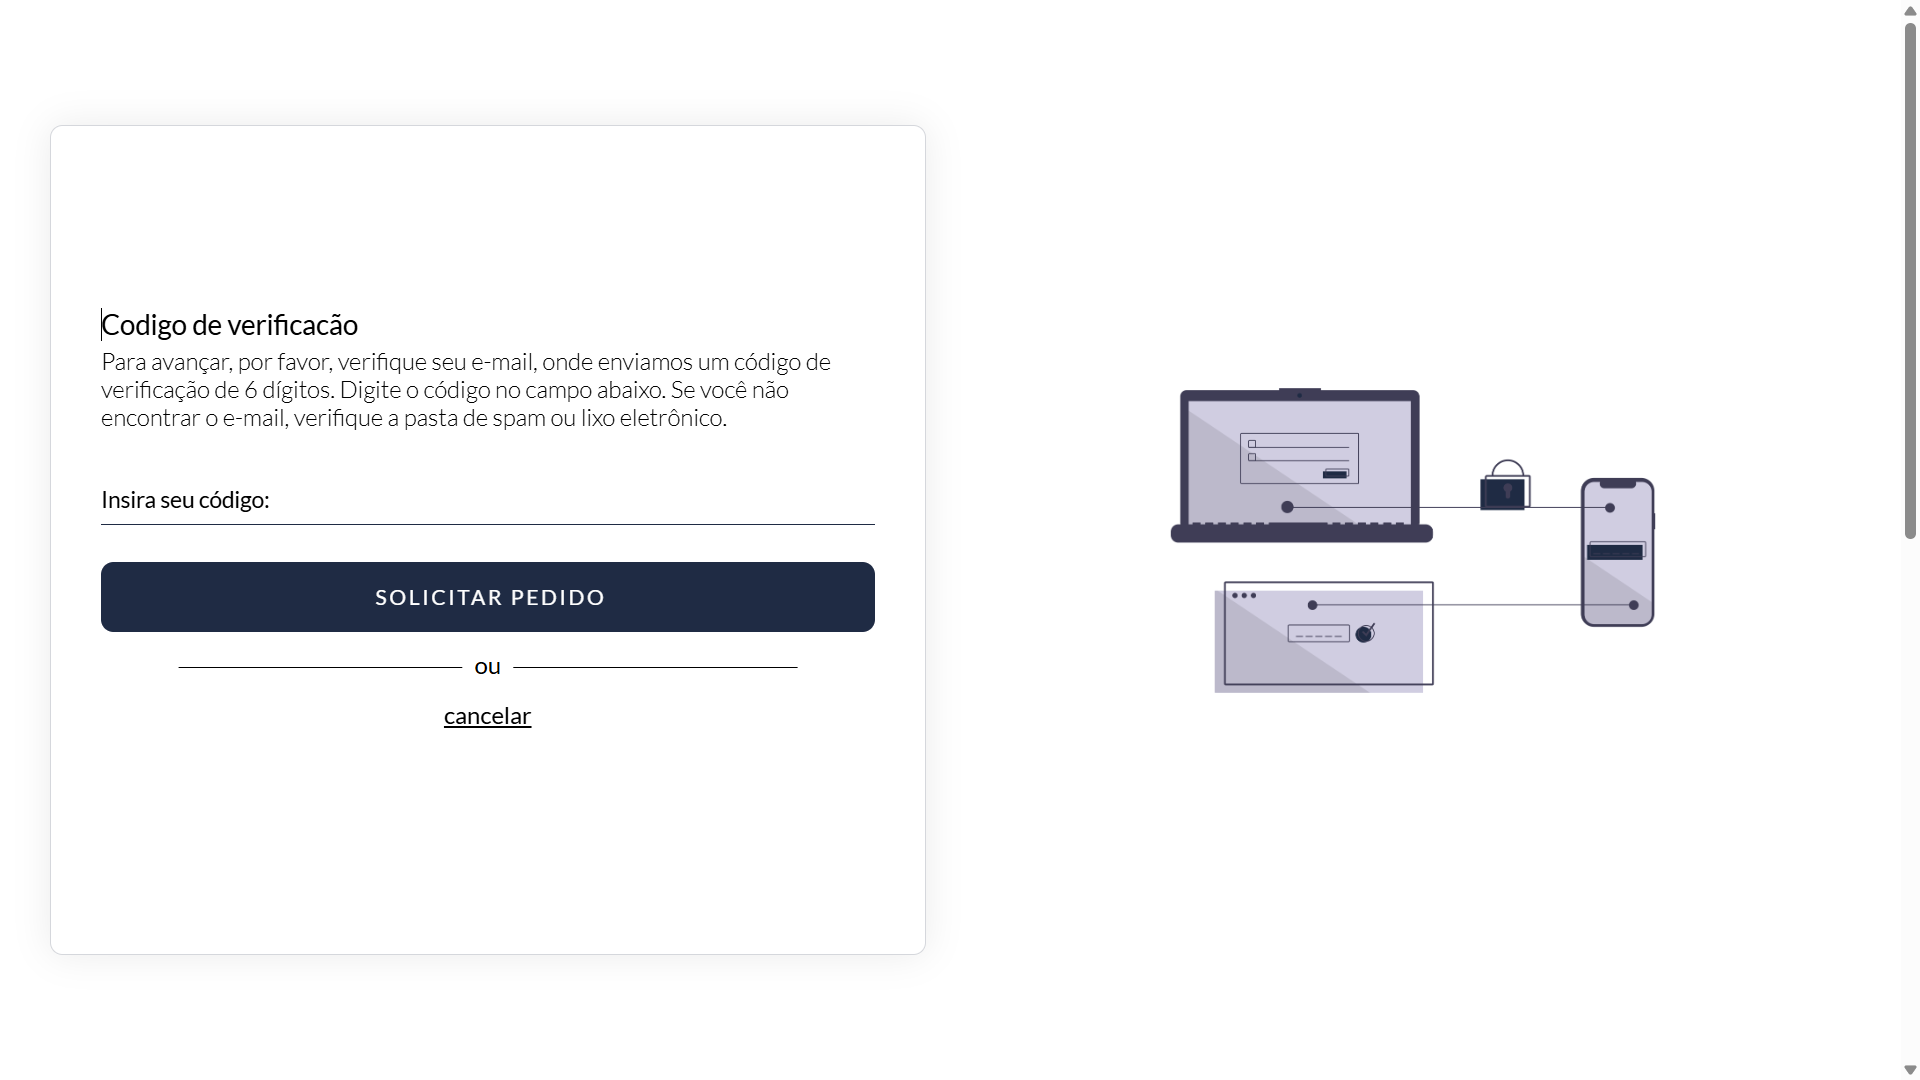 Codigo de verificacão
Para avançar, por favor, verifique seu e-mail, onde enviamos um código de
verificação de 6 dígitos. Digite o código no campo abaixo. Se você não
encontrar o e-mail, verifique a pasta de spam ou lixo eletrônico.
Insira seu código:
SOLICITAR PEDIDO
ou
cancelar